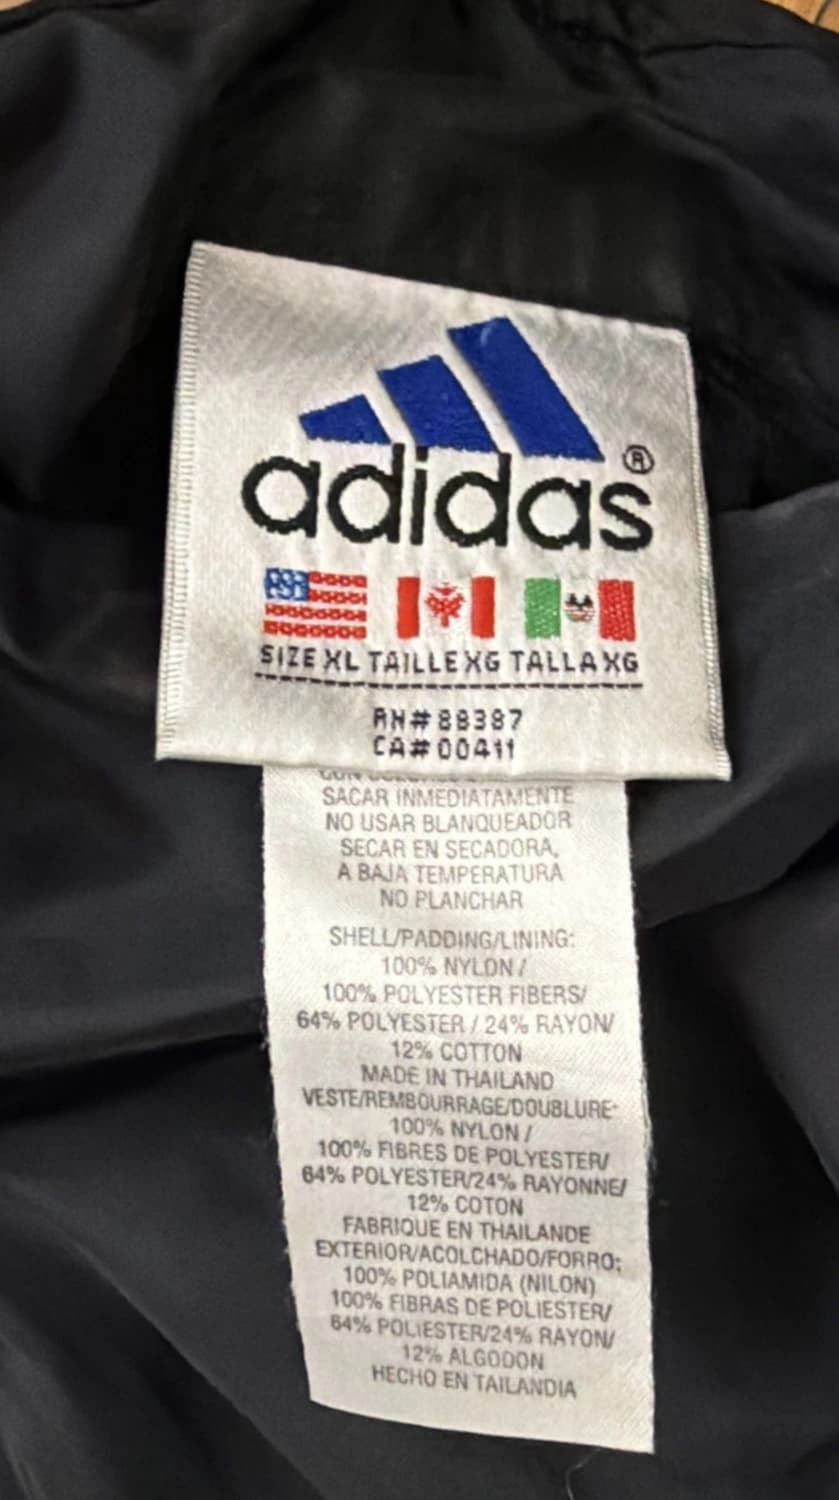 adidas®
SIZE XL TAILLE XG TALLA XG
RN#88387
CA#00411
SACAR INMEDIATAMENTE
NO USAR BLANQUEADOR
SECAR EN SECADORA,
A BAJA TEMPERATURA
NO PLANCHAR
SHELL/PADDING/LINING:
100% NYLON /
100% POLYESTER FIBERS/
64% POLYESTER / 24% RAYON/
12% COTTON
MADE IN THAILAND
VESTE/REMBOURRAGE/DOUBLURE:
100% NYLON /
100% FIBRES DE POLYESTER/
64% POLYESTER/24% RAYONNE/
12% COTON
FABRIQUE EN THAILANDE
EXTERIOR/ACOLCHADO/FORRO:
100% POLIAMIDA (NILON)
100% FIBRAS DE POLIESTER/
64% POLIESTER/24% RAYON/
12% ALGODON
HECHO EN TAILANDIA